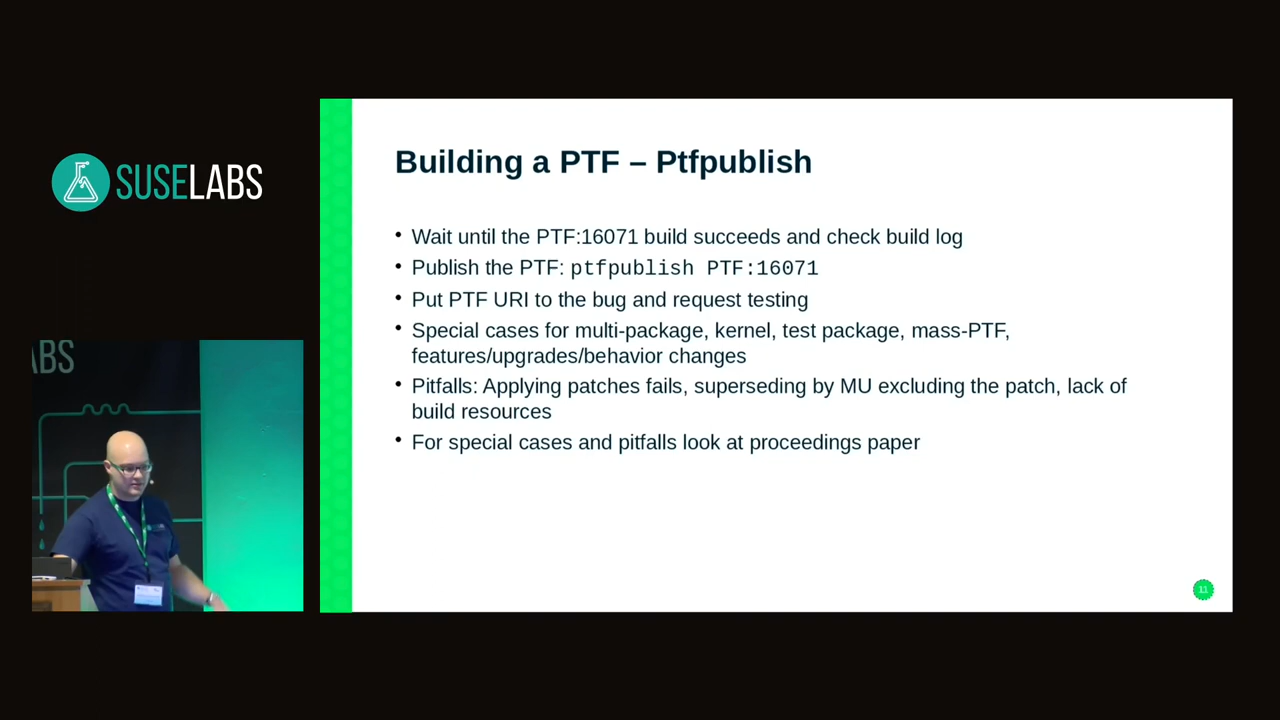 SUSELABS
Building a PTF – Ptfpublish
• Wait until the PTF:16071 build succeeds and check build log
• Publish the PTF: ptfpublish PTF:16071
• Put PTF URI to the bug and request testing
• Special cases for multi-package, kernel, test package, mass-PTF,
features/upgrades/behavior changes
• Pitfalls: Applying patches fails, superseding by MU excluding the patch, lack of
build resources
• For special cases and pitfalls look at proceedings paper
ABS
11